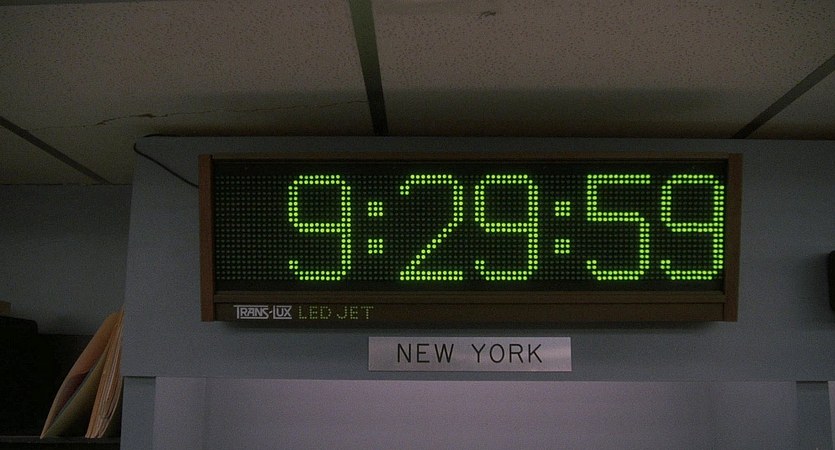 9:29:59
TRANS-LUX LED JET
NEW YORK